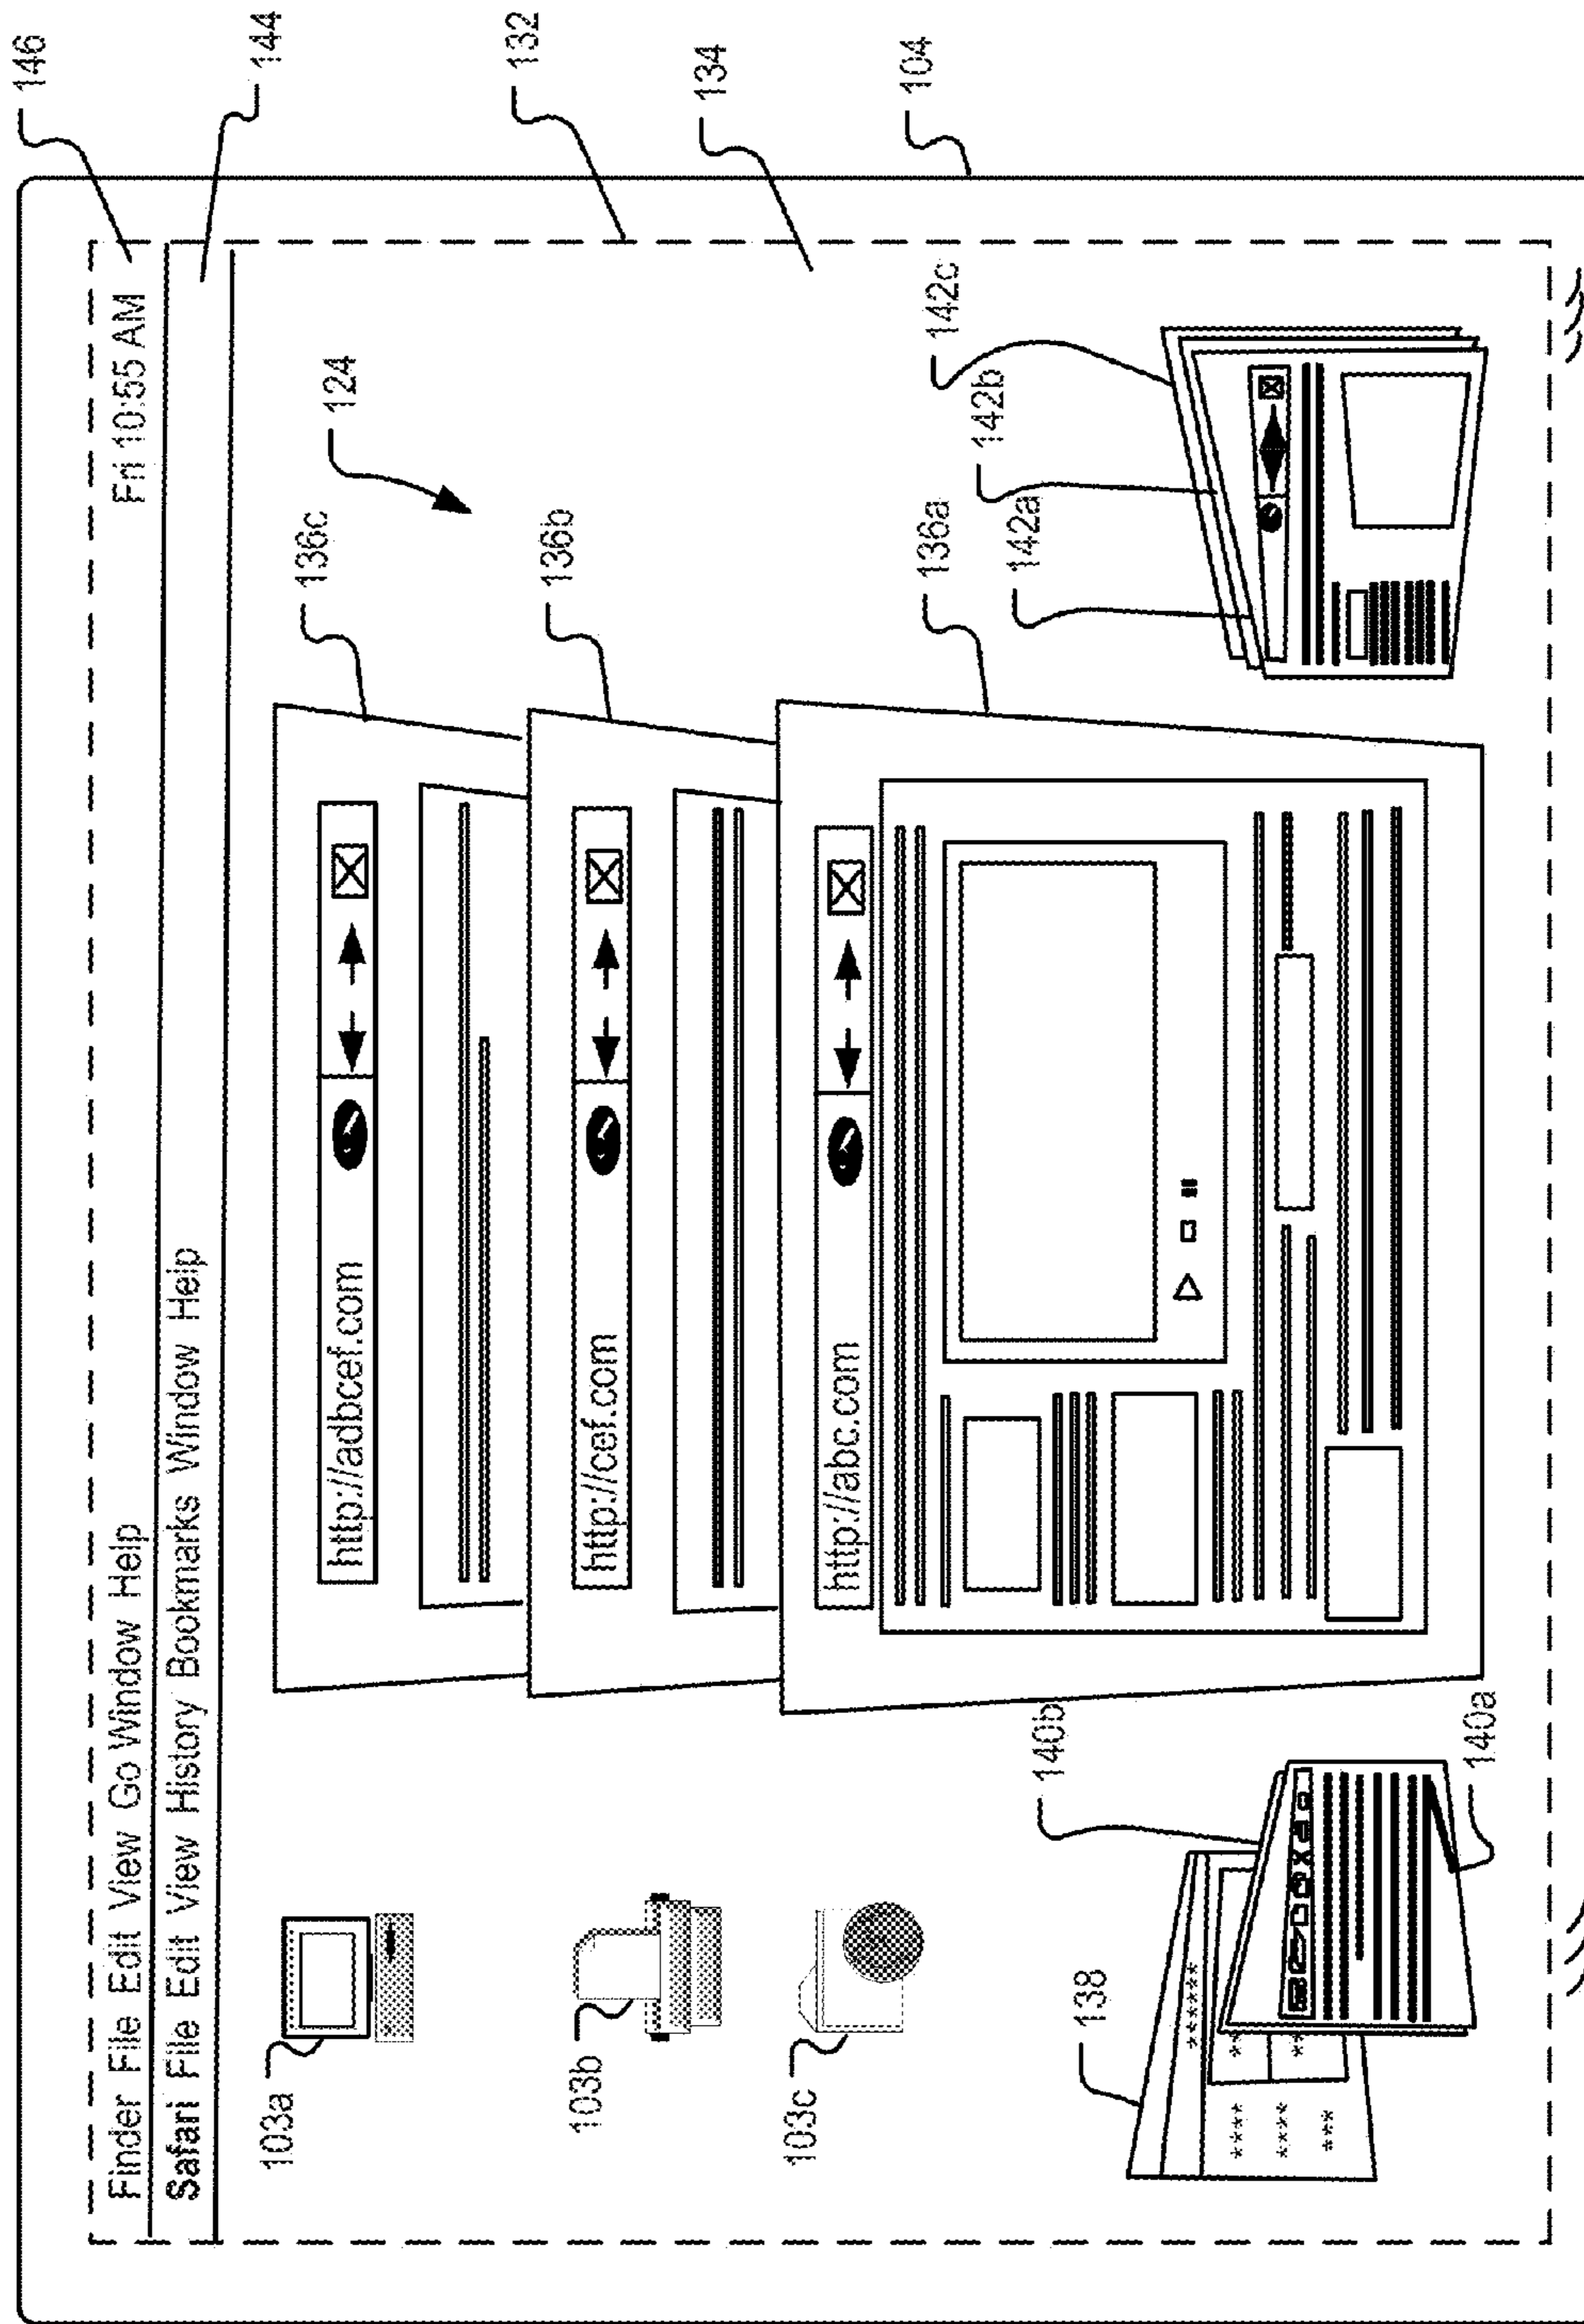 Finder File Edit View Go Window Help
Fri 10:55 AM
146
Safari File Edit View History Bookmarks Window Help
144
132
134
104
124
103a
103b
103c
http://adbcef.com
136c
http://cef.com
136b
http://abc.com
136a
138
****** 
**** 
**
****
**
***
140b
140a
142c
142b
142a